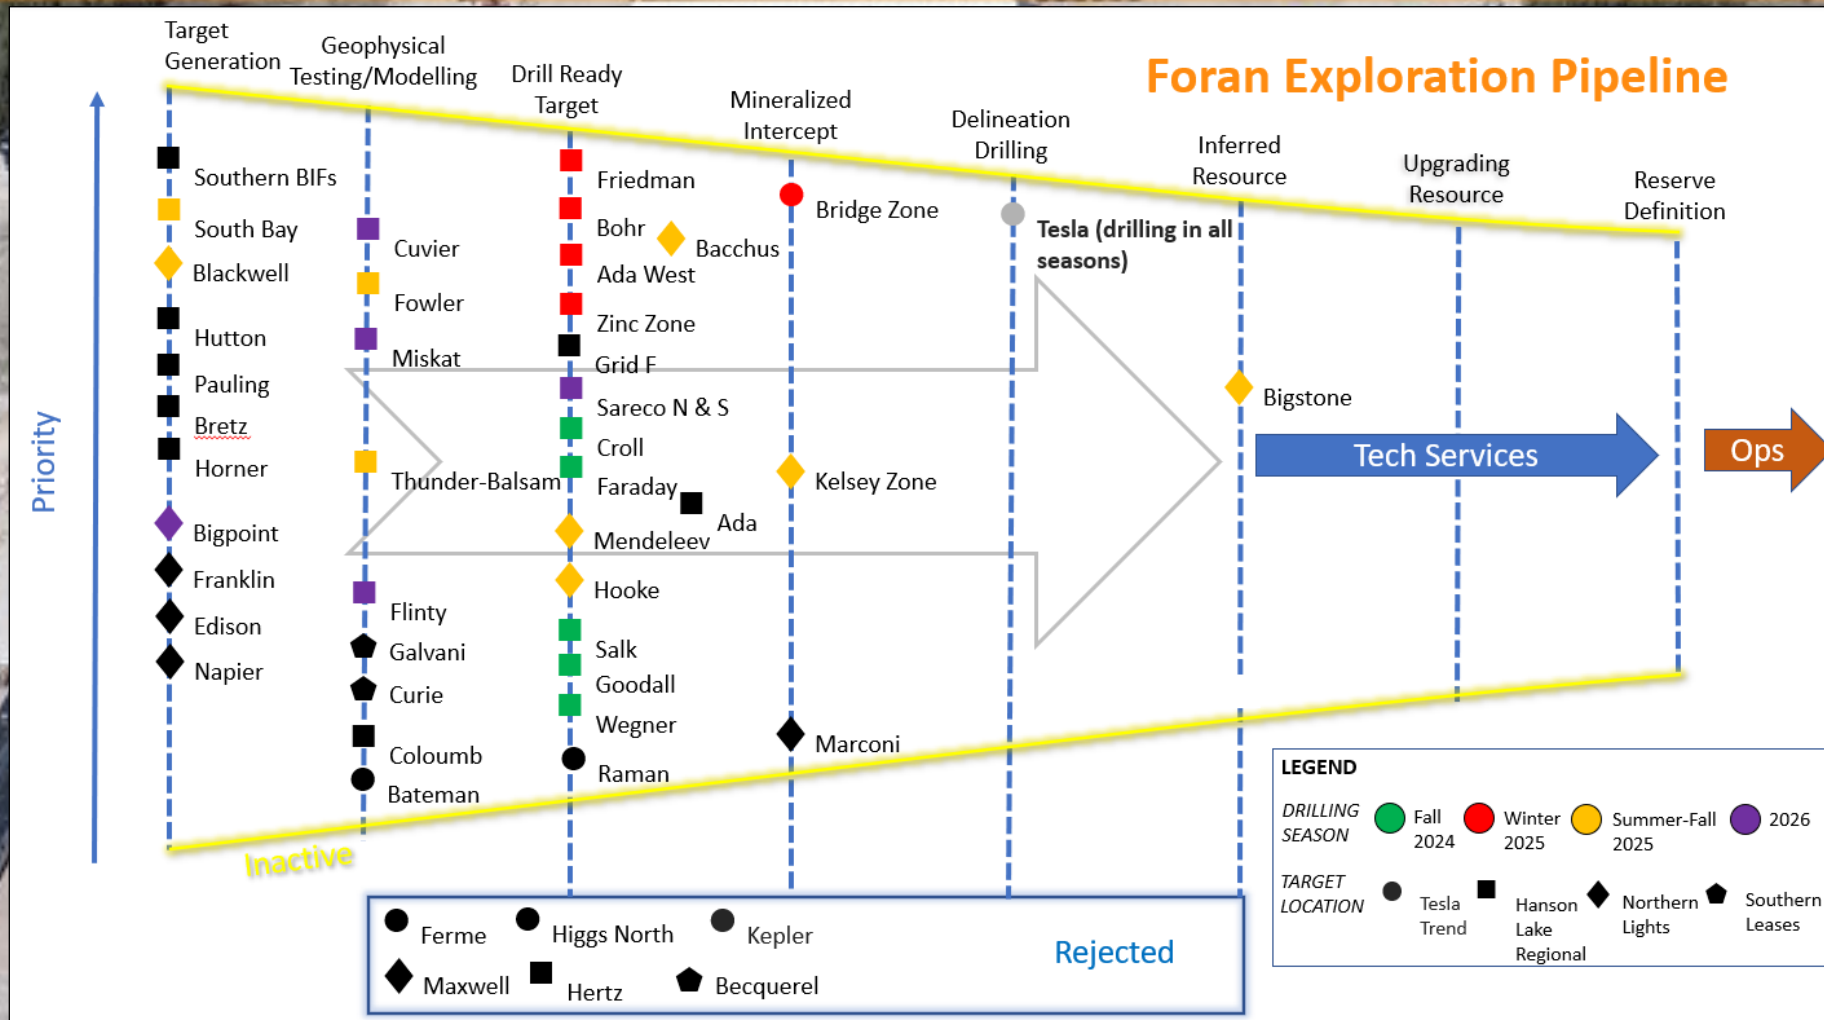 Foran Exploration Pipeline
Target
Generation
Geophysical
Testing/Modelling
Drill Ready
Target
Mineralized
Intercept
Delineation
Drilling
Inferred
Resource
Upgrading
Resource
Reserve
Definition
Priority
Southern BIFs
South Bay
Blackwell
Hutton
Pauling
Bretz
Horner
Bigpoint
Franklin
Edison
Napier
Cuvier
Fowler
Miskat
Thunder-Balsam
Flinty
Galvani
Curie
Coloumb
Bateman
Friedman
Bohr
Bacchus
Ada West
Zinc Zone
Grid F
Sareco N & S
Croll
Faraday
Ada
Mendeleev
Hooke
Salk
Goodall
Wegner
Raman
Bridge Zone
Kelsey Zone
Marconi
Tesla (drilling in all
seasons)
Bigstone
Tech Services
Ops
Inactive
Ferme
Higgs North
Kepler
Maxwell
Hertz
Becquerel
Rejected
LEGEND
DRILLING
SEASON
Fall
2024
Winter
2025
Summer-Fall
2025
2026
TARGET
LOCATION
Tesla
Trend
Hanson
Lake
Regional
Northern
Lights
Southern
Leases